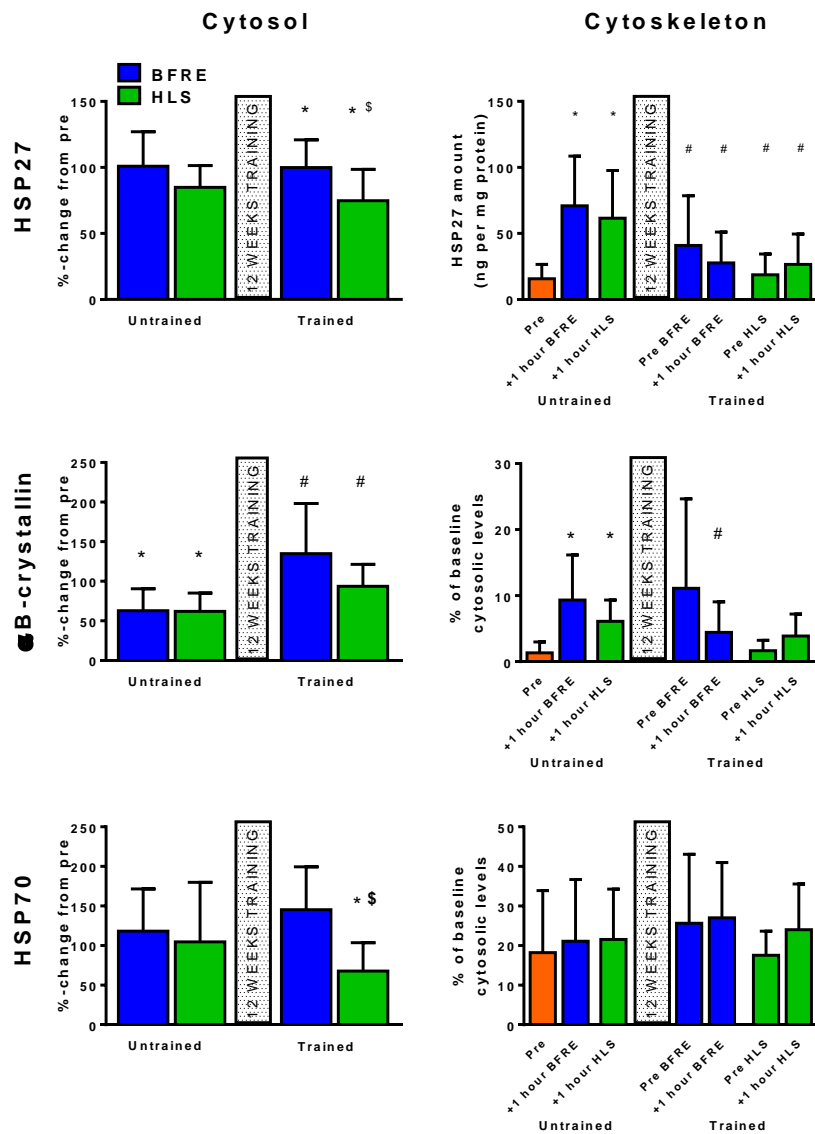 Cytosol
Cytoskeleton
BFRE
HLS
HSP27
%-change from pre
150
100
50
0
* * $
12 WEEKS TRAINING
Untrained Trained
HSP27 amount
(ng per mg protein)
150
100
50
0
* * # # # #
12 WEEKS TRAINING
Pre
+1 hour BFRE
+1 hour HLS
Pre BFRE
+1 hour BFRE
Pre HLS
+1 hour HLS
Untrained Trained
B-crystallin
%-change from pre
250
200
150
100
50
0
* * # #
12 WEEKS TRAINING
Untrained Trained
% of baseline
cytosolic levels
30
20
10
0
* * #
12 WEEKS TRAINING
Pre
+1 hour BFRE
+1 hour HLS
Pre BFRE
+1 hour BFRE
Pre HLS
+1 hour HLS
Untrained Trained
HSP70
%-change from pre
250
200
150
100
50
0
* $
12 WEEKS TRAINING
Untrained Trained
% of baseline
cytosolic levels
50
40
30
20
10
0
12 WEEKS TRAINING
Pre
+1 hour BFRE
+1 hour HLS
Pre BFRE
+1 hour BFRE
Pre HLS
+1 hour HLS
Untrained Trained